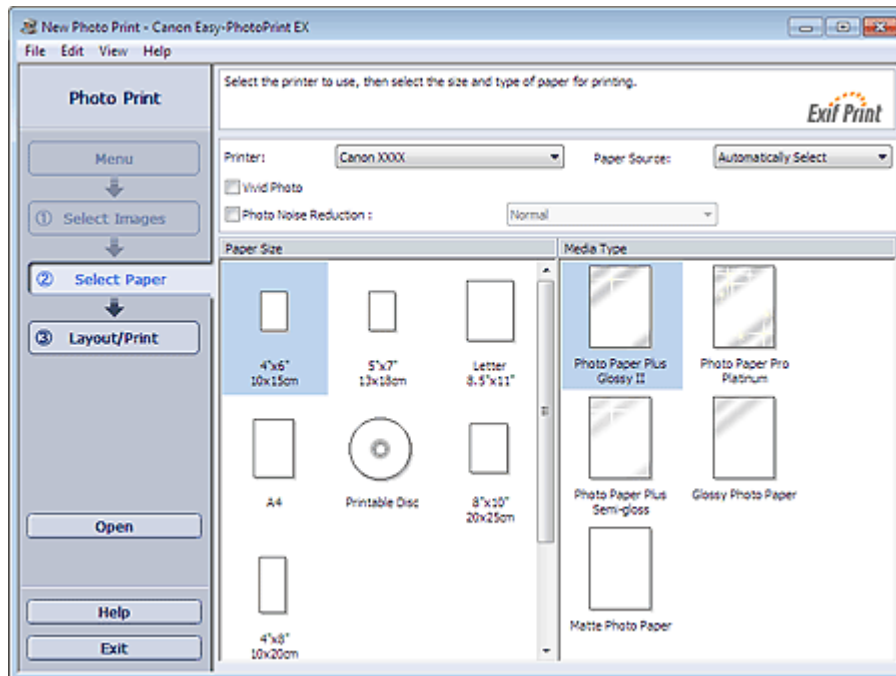 New Photo Print - Canon Easy-PhotoPrint EX
File Edit View Help
Photo Print
Menu
① Select Images
② Select Paper
③ Layout/Print
Open
Help
Exit
Select the printer to use, then select the size and type of paper for printing.
Exif Print
Printer: Canon XXXX Paper Source: Automatically Select
Vivid Photo
Photo Noise Reduction : Normal
Paper Size
4"x6"
10x15cm
5"x7"
13x18cm
Letter
8.5"x11"
A4
Printable Disc
8"x10"
20x25cm
4"x8"
10x20cm
Media Type
Photo Paper Plus
Glossy II
Photo Paper Pro
Platinum
Photo Paper Plus
Semi-gloss
Glossy Photo Paper
Matte Photo Paper